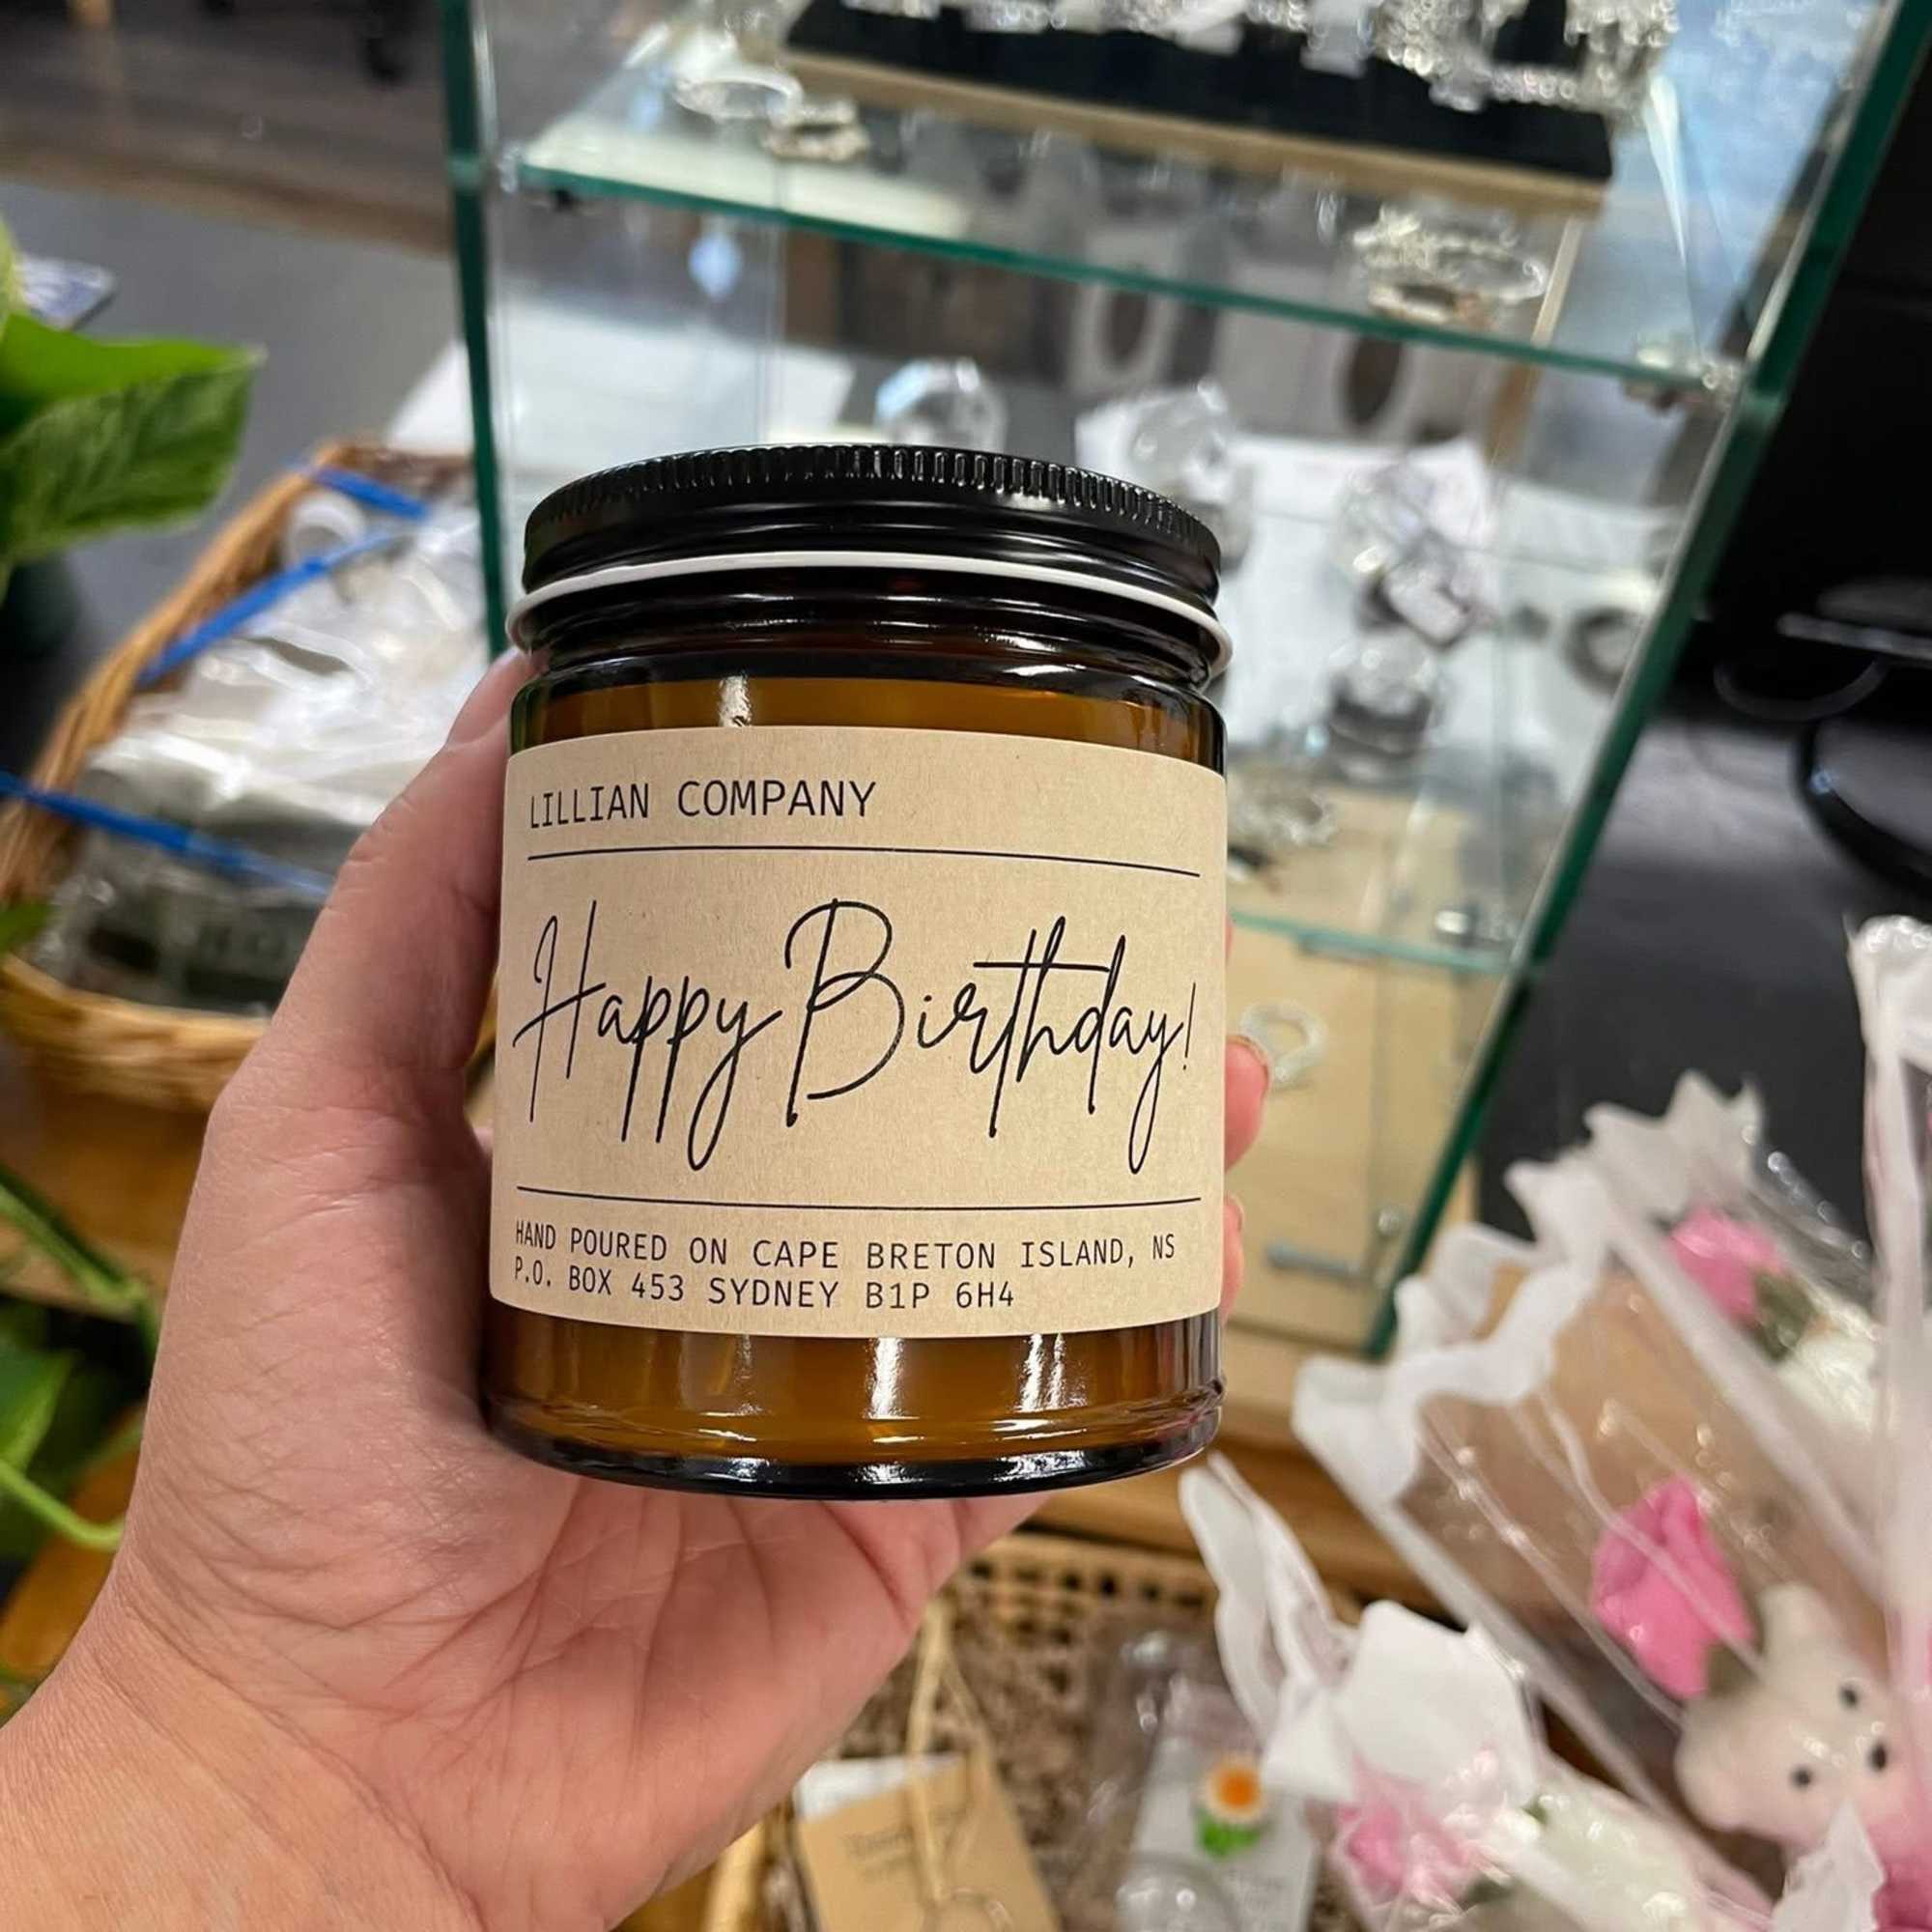 LILLIAN COMPANY
Happy Birthday!
HAND POURED ON CAPE BRETON ISLAND, NS
P.O. BOX 453 SYDNEY B1P 6H4